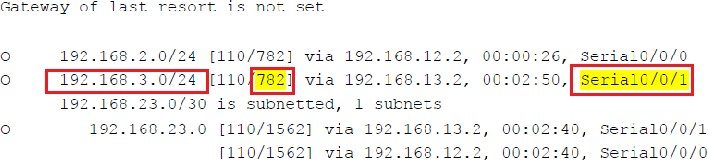 Gateway of last resort is not set
O 192.168.2.0/24 [110/782] via 192.168.12.2, 00:00:26, Serial0/0/0
O 192.168.3.0/24 [110/782] via 192.168.13.2, 00:02:50, Serial0/0/1
192.168.23.0/30 is subnetted, 1 subnets
O 192.168.23.0 [110/1562] via 192.168.13.2, 00:02:40, Serial0/0/1
[110/1562] via 192.168.12.2, 00:02:40, Serial0/0/0